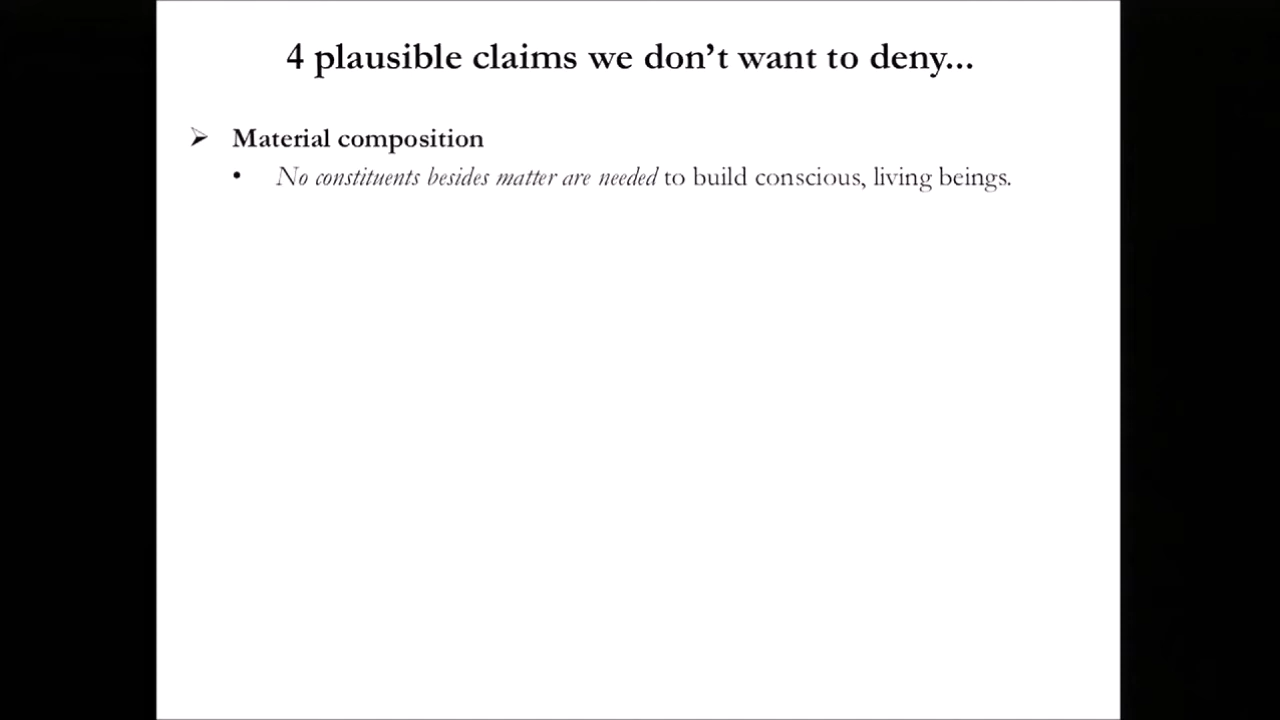 4 plausible claims we don’t want to deny...
➢ Material composition
• No constituents besides matter are needed to build conscious, living beings.